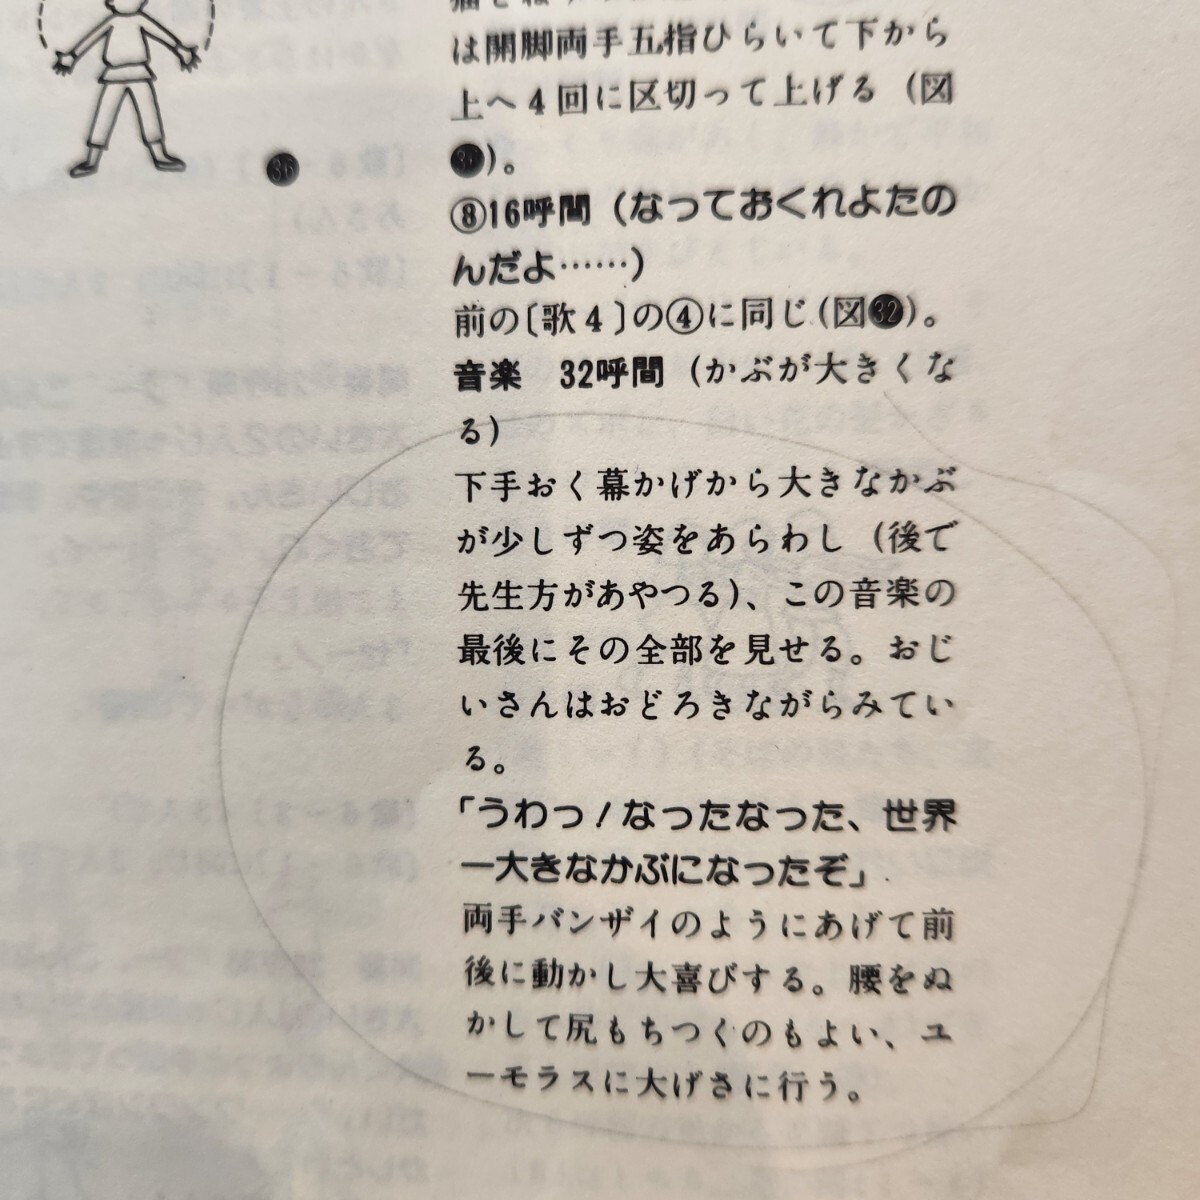 は開脚両手五指ひらいて下から
上へ4回に区切って上げる(図
)。
⑧16呼間(なっておくれよたの
んだよ……)
前の〔歌4〕の④に同じ(図㉜)。
音楽 32呼間(かぶが大きくな
る)
下手おく幕かげから大きなかぶ
が少しずつ姿をあらわし(後で
先生方があやつる)、この音楽の
最後にその全部を見せる。おじ
いさんはおどろきながらみてい
る。
「うわっ!なったなった、世界
一大きなかぶになったぞ」
両手バンザイのようにあげて前
後に動かし大喜びする。腰をぬ
かして尻もちつくのもよい、ユ
ーモラスに大げさに行う。
㊱